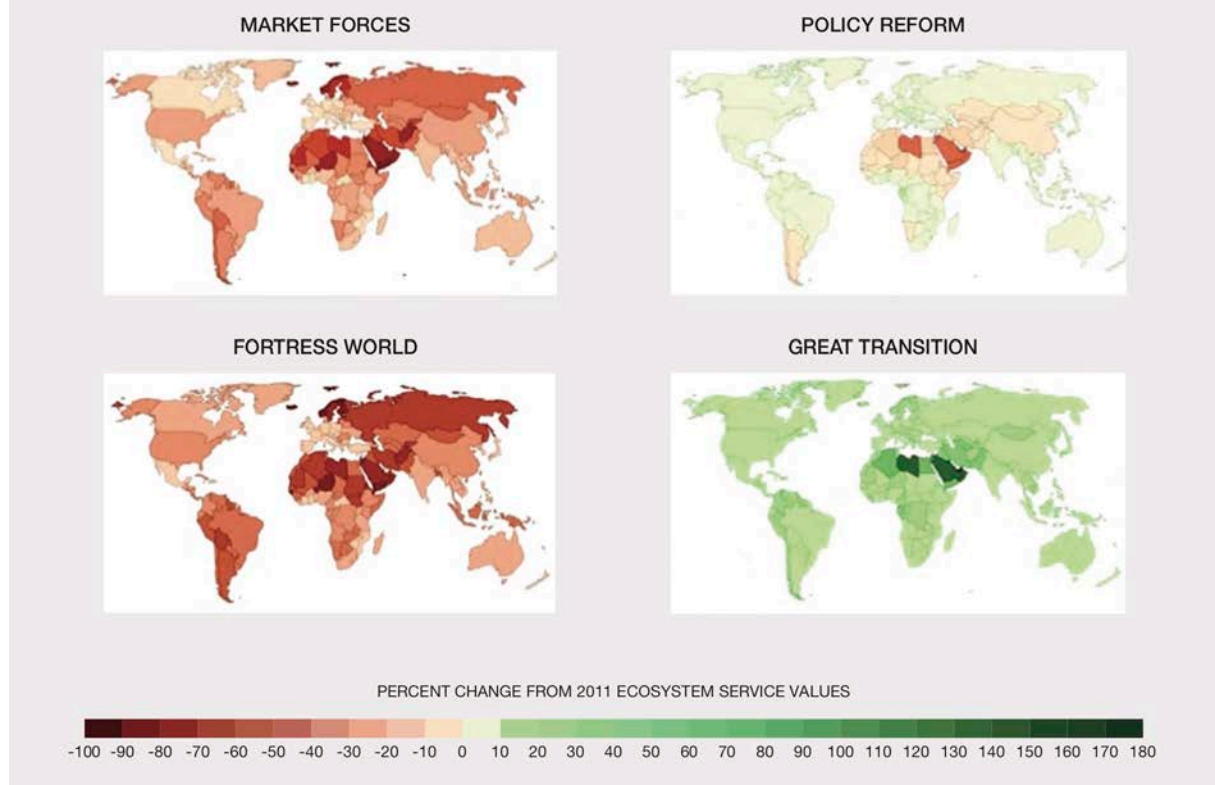 MARKET FORCES
POLICY REFORM
FORTRESS WORLD
GREAT TRANSITION
PERCENT CHANGE FROM 2011 ECOSYSTEM SERVICE VALUES
-100 -90 -80 -70 -60 -50 -40 -30 -20 -10 0 10 20 30 40 50 60 70 80 90 100 110 120 130 140 150 160 170 180